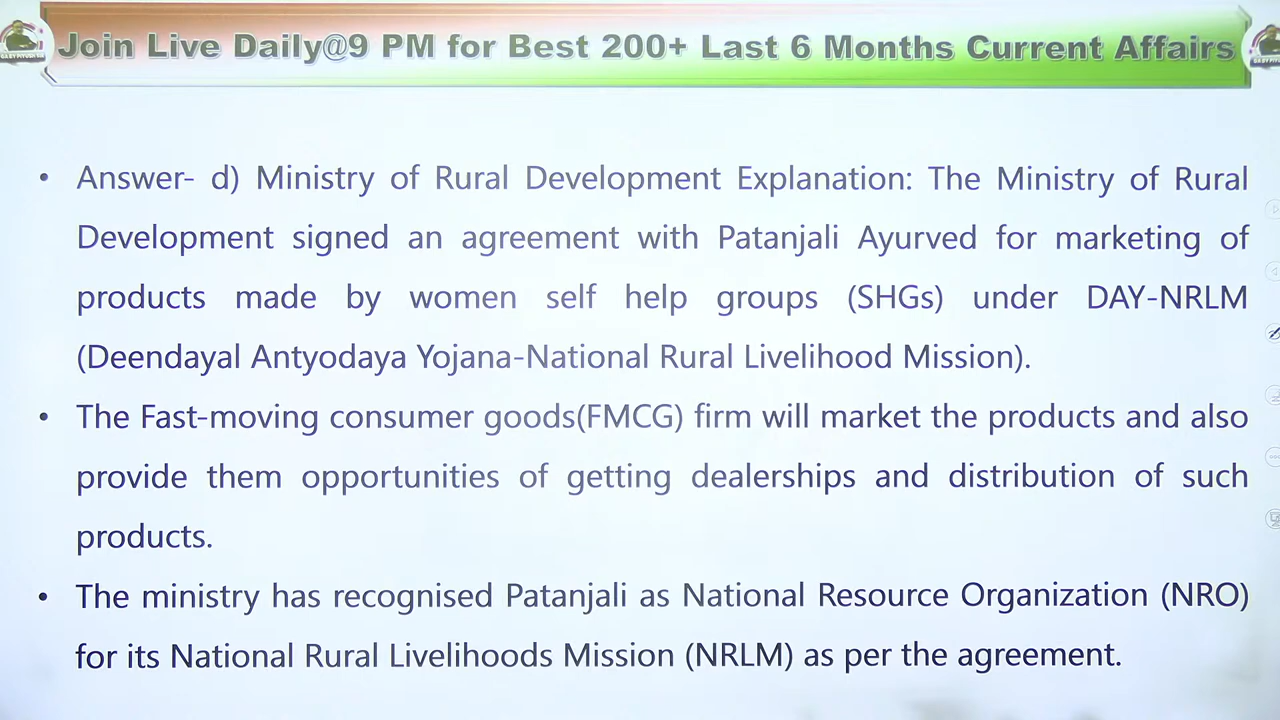 Join Live Daily@9 PM for Best 200+ Last 6 Months Current Affairs
• Answer- d) Ministry of Rural Development Explanation: The Ministry of Rural
Development signed an agreement with Patanjali Ayurved for marketing of
products made by women self help groups (SHGs) under DAY-NRLM
(Deendayal Antyodaya Yojana-National Rural Livelihood Mission).
• The Fast-moving consumer goods(FMCG) firm will market the products and also
provide them opportunities of getting dealerships and distribution of such
products.
• The ministry has recognised Patanjali as National Resource Organization (NRO)
for its National Rural Livelihoods Mission (NRLM) as per the agreement.